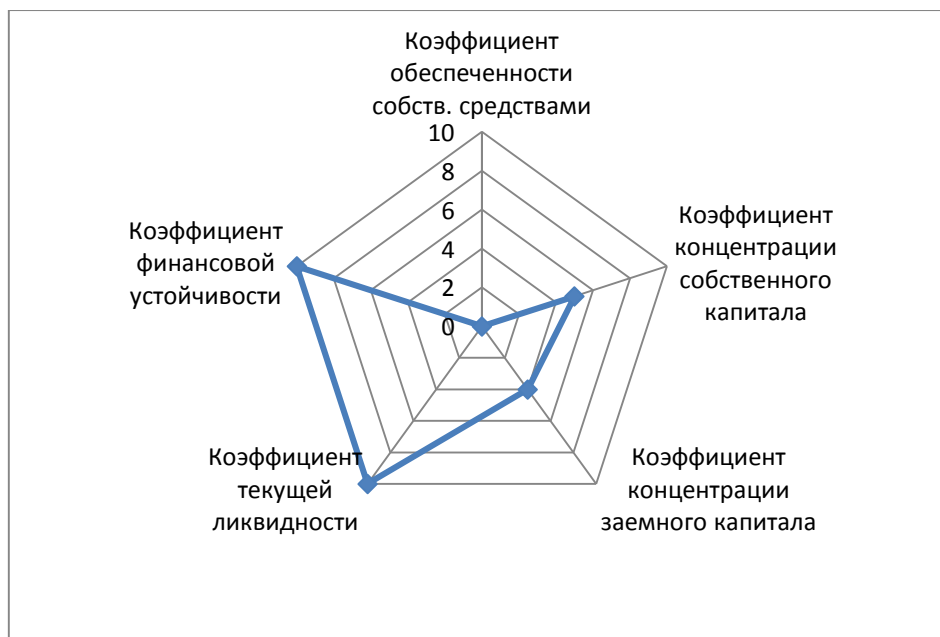 Коэффициент
обеспеченности
собств. средствами
10
8
6
4
2
0
Коэффициент
концентрации
собственного
капитала
Коэффициент
концентрации
заемного капитала
Коэффициент
текущей
ликвидности
Коэффициент
финансовой
устойчивости